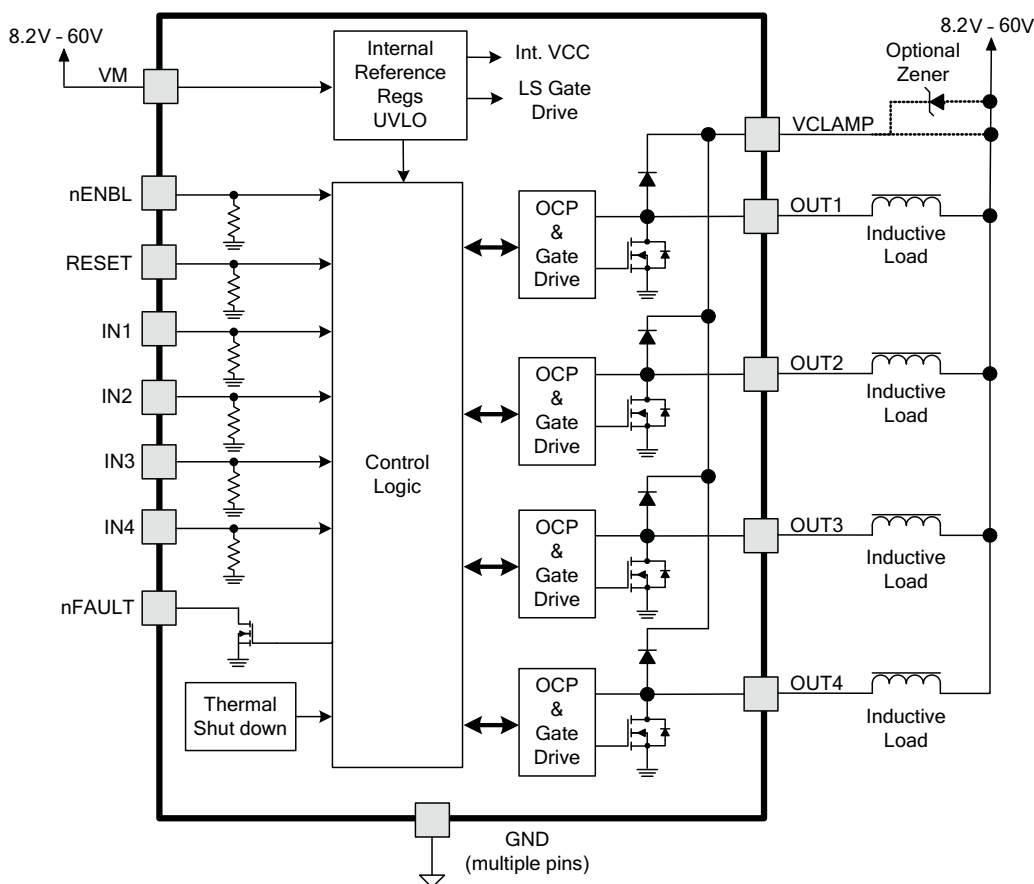 8.2V – 60V
VM
Internal
Reference
Regs
UVLO
Int. VCC
LS Gate
Drive
8.2V – 60V
Optional
Zener
VCLAMP
nENBL
RESET
IN1
IN2
IN3
IN4
nFAULT
Control
Logic
Thermal
Shut down
OCP
&
Gate
Drive
OUT1
Inductive
Load
OCP
&
Gate
Drive
OUT2
Inductive
Load
OCP
&
Gate
Drive
OUT3
Inductive
Load
OCP
&
Gate
Drive
OUT4
Inductive
Load
GND
(multiple pins)